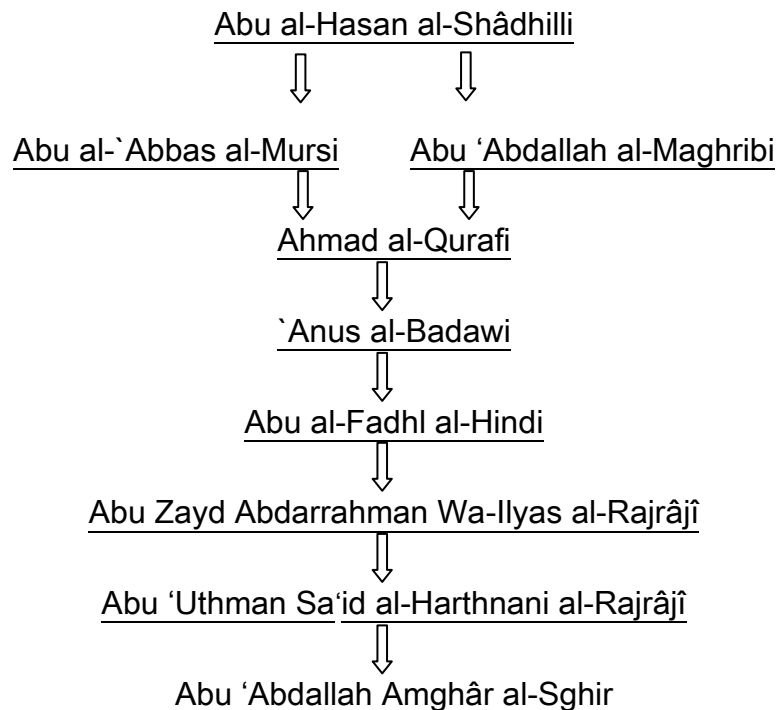 Abu al-Hasan al-Shâdhilli
Abu al-`Abbas al-Mursi Abu ‘Abdallah al-Maghribi
Ahmad al-Qurafi
`Anus al-Badawi
Abu al-Fadhl al-Hindi
Abu Zayd Abdarrahman Wa-Ilyas al-Rajrâjî
Abu ‘Uthman Sa‘id al-Harthnani al-Rajrâjî
Abu ‘Abdallah Amghâr al-Sghir